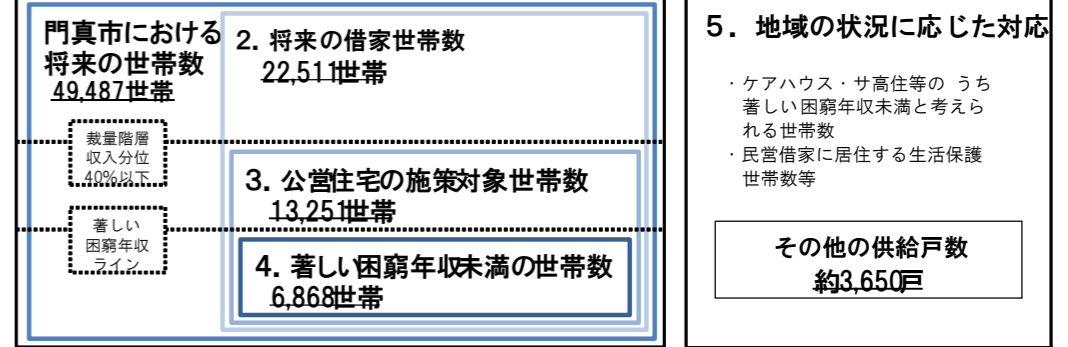 門真市における
将来の世帯数
49,487世帯
2. 将来の借家世帯数
22,511世帯
裁量階層
収入分位
40%以下
3. 公営住宅の施策対象世帯数
13,251世帯
著しい
困窮年収
ライン
4. 著しい困窮年収未満の世帯数
6,868世帯
5. 地域の状況に応じた対応
・ケアハウス・サ高住等の うち
著しい困窮年収未満と考えら
れる世帯数
・民営借家に居住する生活保護
世帯数等
その他の供給戸数
約3,650戸